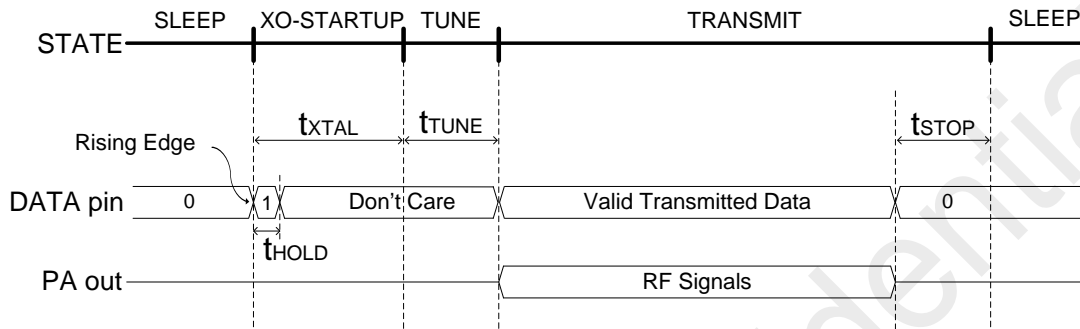 SLEEP XO-STARTUP TUNE TRANSMIT SLEEP
STATE
tXTAL tTUNE tSTOP
Rising Edge
DATA pin 0 1 Don't Care Valid Transmitted Data 0
tHOLD
PA out RF Signals